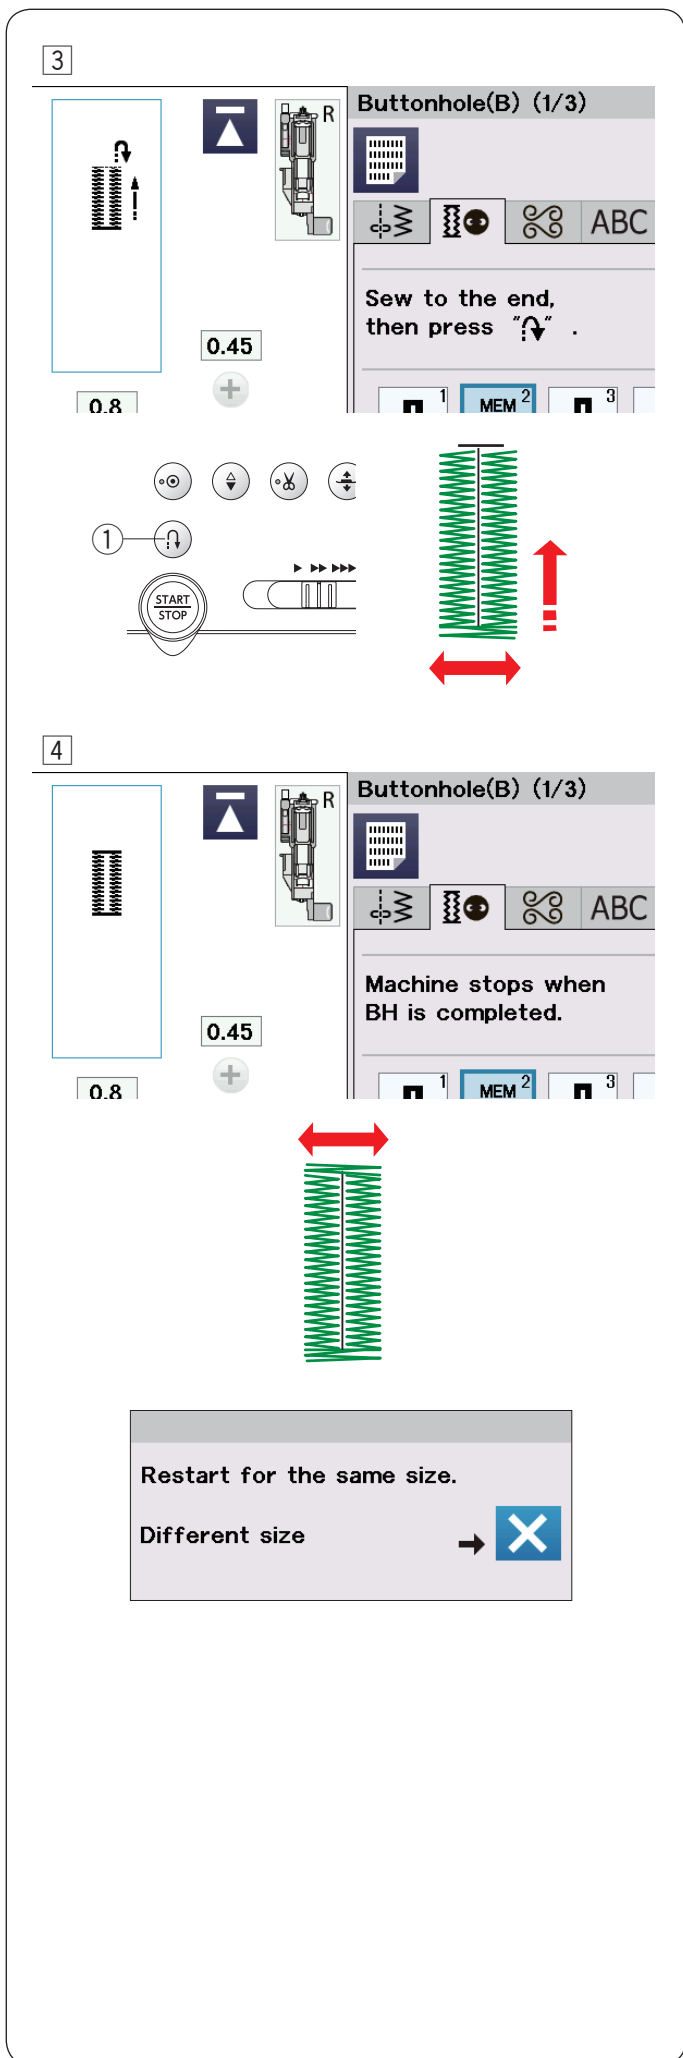 3
R
Buttonhole(B) (1/3)
ABC
Sew to the end,
then press “ ” .
0.45
0.8
1
MEM 2
3
1
START
STOP
4
R
Buttonhole(B) (1/3)
ABC
Machine stops when
BH is completed.
0.45
0.8
1
MEM 2
3
Restart for the same size.
Different size